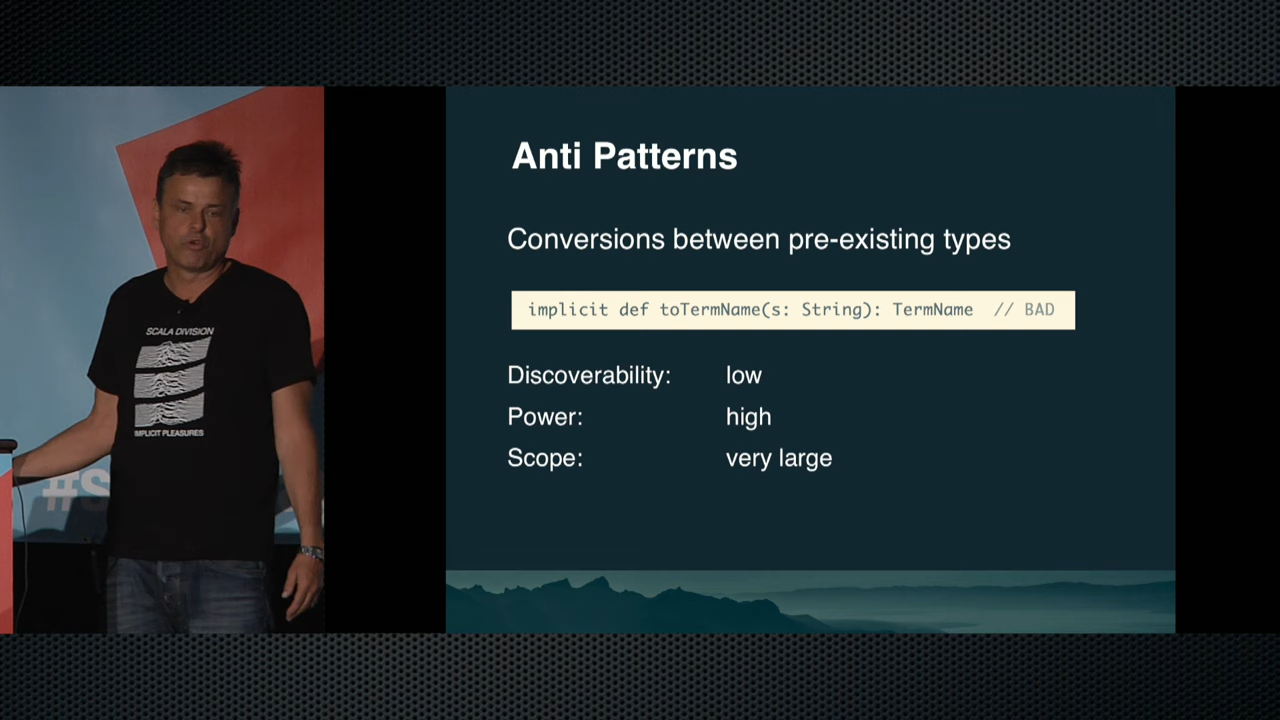 SCALA DIVISION
IMPLICIT PLEASURES
#S
Anti Patterns
Conversions between pre-existing types
implicit def toTermName(s: String): TermName // BAD
Discoverability: low
Power: high
Scope: very large